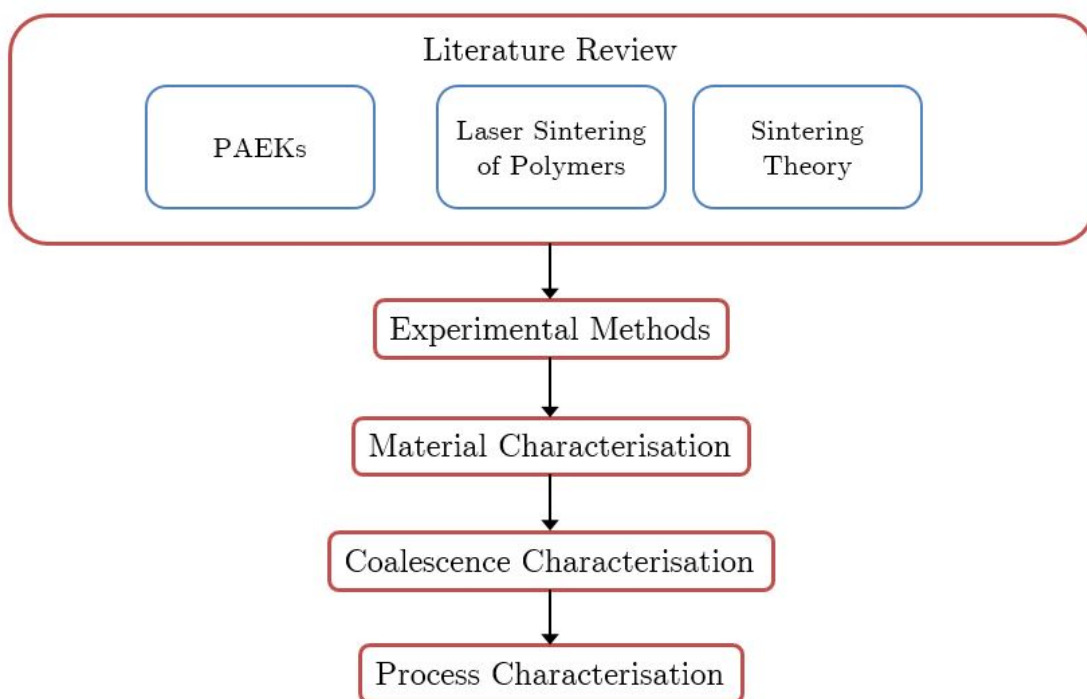 Literature Review
PAEKs
Laser Sintering
of Polymers
Sintering
Theory
Experimental Methods
Material Characterisation
Coalescence Characterisation
Process Characterisation